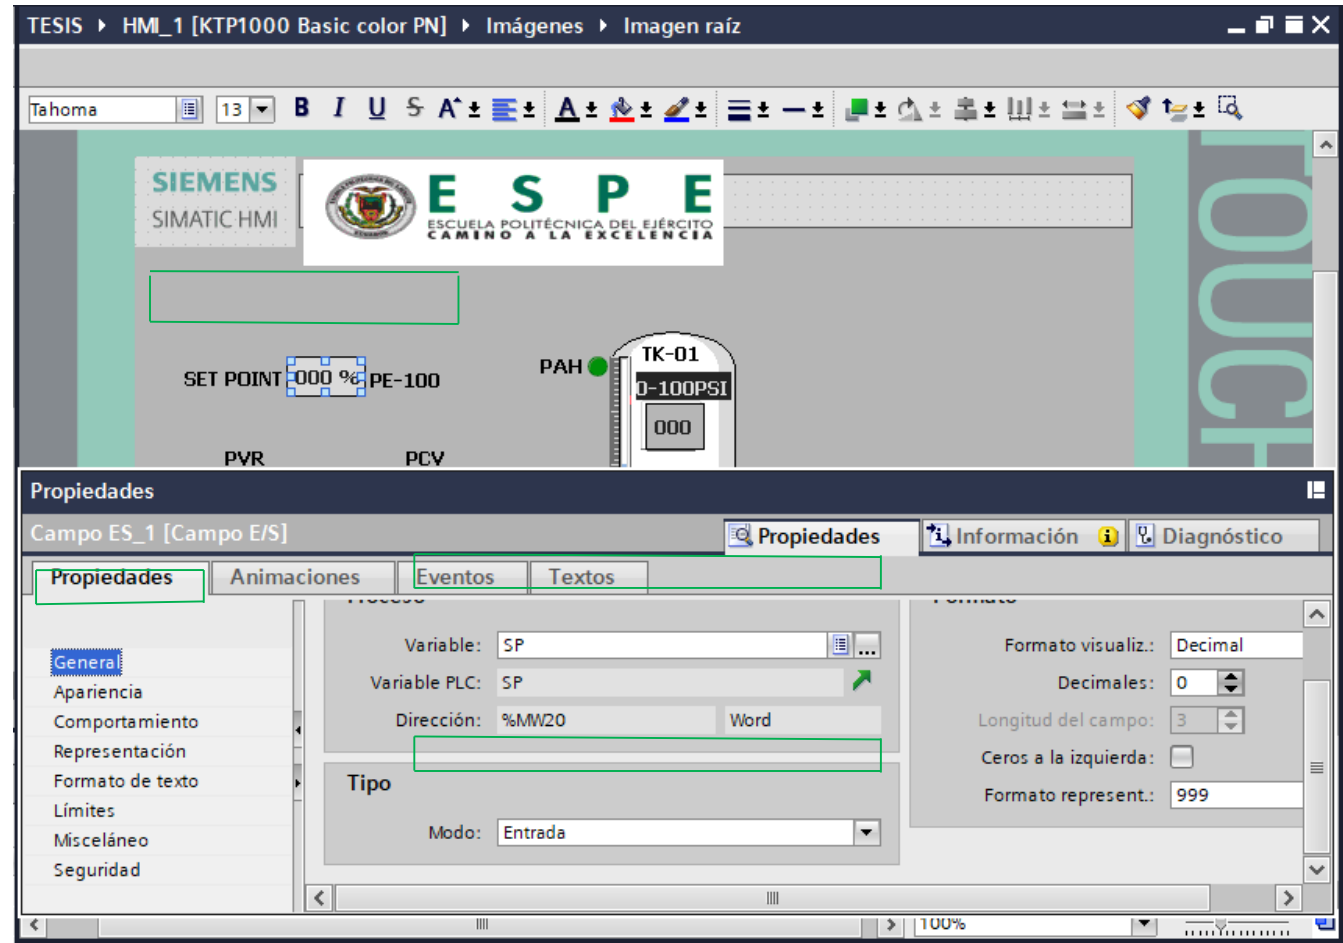 TESIS ▸ HMI_1 [KTP1000 Basic color PN] ▸ Imágenes ▸ Imagen raíz
Tahoma 13 B I U S A A
SIEMENS
SIMATIC HMI
E S P E
ESCUELA POLITÉCNICA DEL EJÉRCITO
CAMINO A LA EXCELENCIA
TOUCH
TK-01
PAH
0-100PSI
SET POINT 000 % PE-100
000
PVR PCV
Propiedades
Campo ES_1 [Campo E/S]
Propiedades Información Diagnóstico
Propiedades Animaciones Eventos Textos
Proceso Formato
General
Apariencia
Comportamiento
Representación
Formato de texto
Límites
Misceláneo
Seguridad
Variable: SP
Variable PLC: SP
Dirección: %MW20 Word
Tipo
Modo: Entrada
Formato visualiz.: Decimal
Decimales: 0
Longitud del campo: 3
Ceros a la izquierda:
Formato represent.: 999
100%